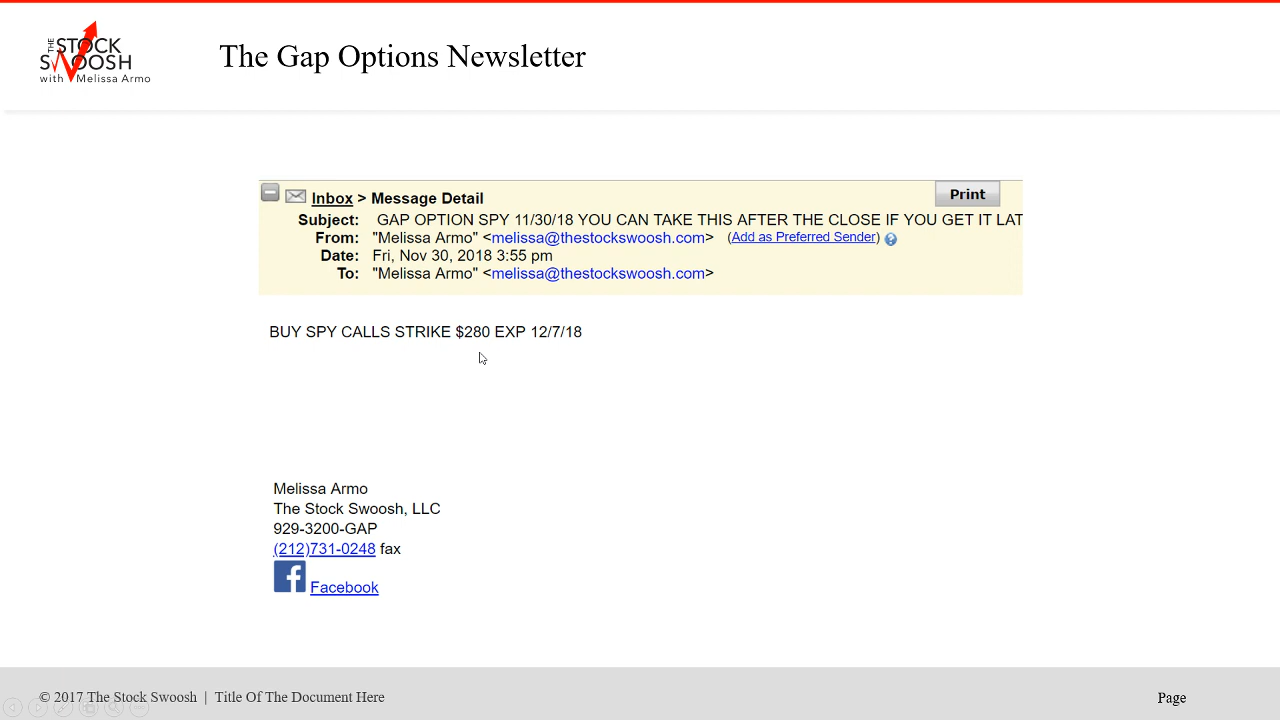 THE STOCK
SWOOSH
with Melissa Armo
The Gap Options Newsletter
Inbox > Message Detail
Print
Subject: GAP OPTION SPY 11/30/18 YOU CAN TAKE THIS AFTER THE CLOSE IF YOU GET IT LAT
From: "Melissa Armo" <melissa@thestockswoosh.com> (Add as Preferred Sender) ?
Date: Fri, Nov 30, 2018 3:55 pm
To: "Melissa Armo" <melissa@thestockswoosh.com>
BUY SPY CALLS STRIKE $280 EXP 12/7/18
Melissa Armo
The Stock Swoosh, LLC
929-3200-GAP
(212)731-0248 fax
f Facebook
© 2017 The Stock Swoosh | Title Of The Document Here
Page